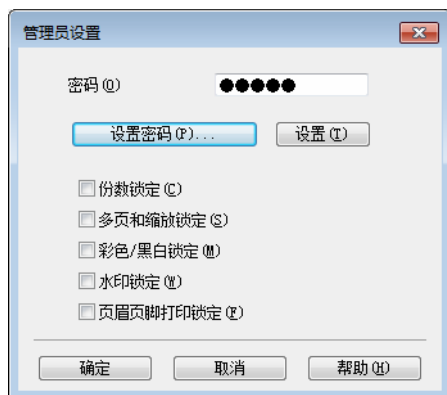 管理员设置
密码(O) ●●●●●
设置密码(P)... 设置(T)
份数锁定(C)
多页和缩放锁定(S)
彩色/黑白锁定(M)
水印锁定(W)
页眉页脚打印锁定(F)
确定 取消 帮助(H)